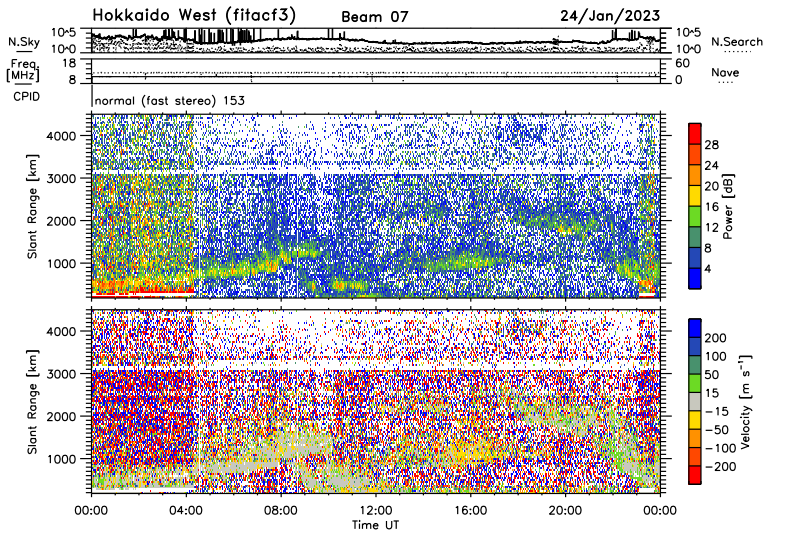 Hokkaido West (fitacf3) Beam 07 24/Jan/2023
N.Sky 10^5 10^0 10^5 10^0 N.Search
Freq. [MHz] 18 8 60 0 Nave
CPID normal (fast stereo) 153
Slant Range [km] 4000 3000 2000 1000
28 24 20 16 12 8 4 Power [dB]
Slant Range [km] 4000 3000 2000 1000
200 100 50 15 −15 −50 −100 −200 Velocity [m s⁻¹]
00:00 04:00 08:00 12:00 16:00 20:00 00:00
Time UT